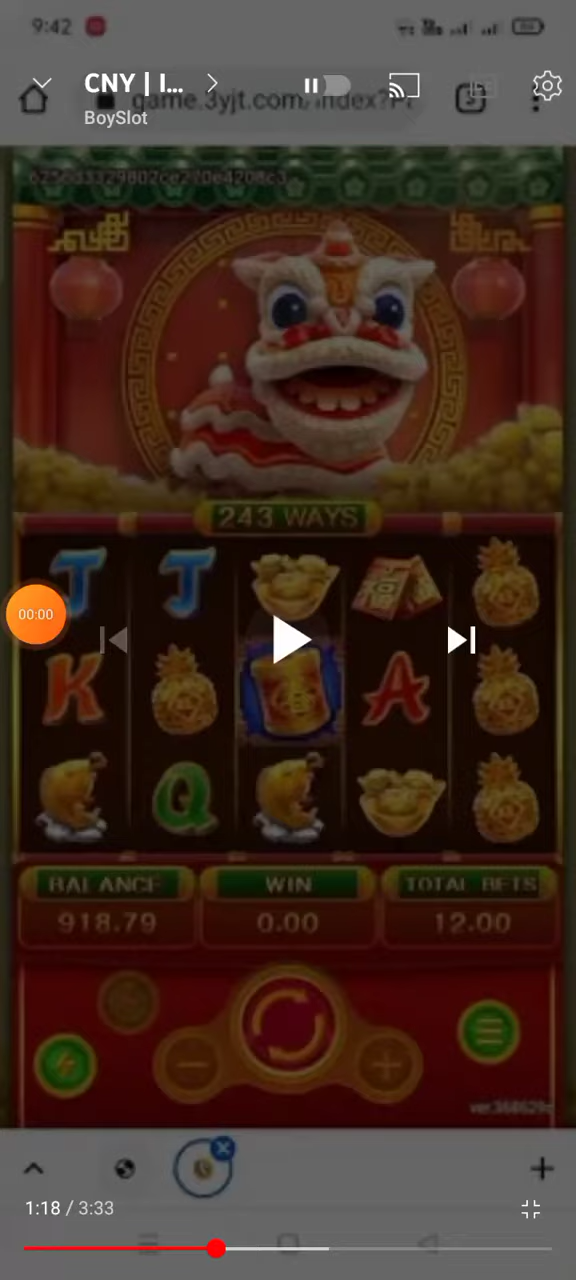 9:42
CNY | I...
BoySlot
game.3yjt.com/index?
243 WAYS
J J
00:00
K A
Q
BALANCE WIN TOTAL BETS
918.79 0.00 12.00
1:18 / 3:33